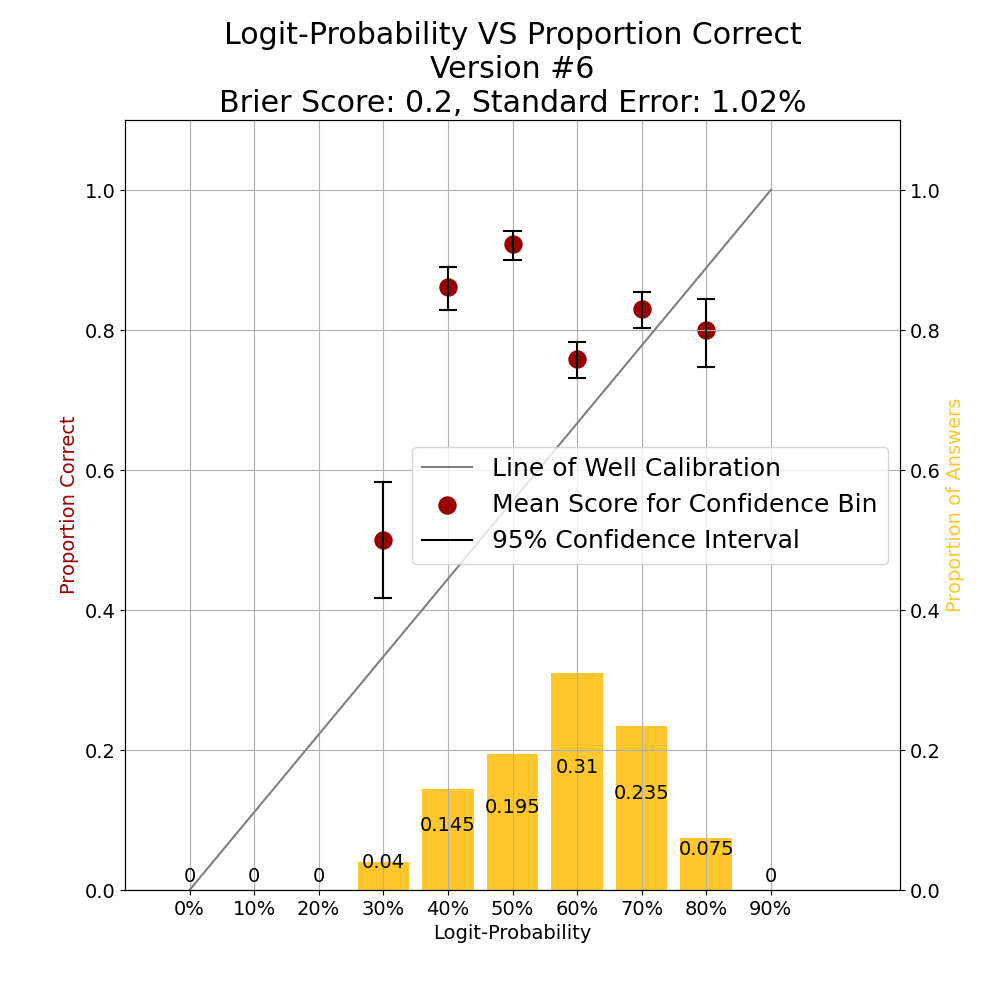 Logit-Probability VS Proportion Correct
Version #6
Brier Score: 0.2, Standard Error: 1.02%
1.0
0.8
0.6
0.4
0.2
0.0
Proportion Correct
1.0
0.8
0.6
0.4
0.2
0.0
Proportion of Answers
Line of Well Calibration
Mean Score for Confidence Bin
95% Confidence Interval
0 0 0 0.04 0.145 0.195 0.31 0.235 0.075 0
0% 10% 20% 30% 40% 50% 60% 70% 80% 90%
Logit-Probability